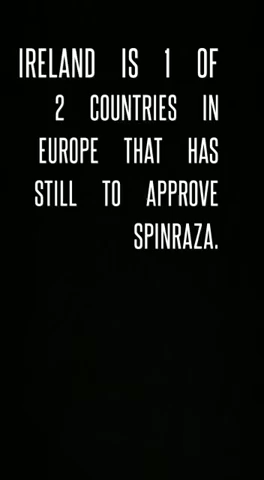 IRELAND IS 1 OF
2 COUNTRIES IN
EUROPE THAT HAS
STILL TO APPROVE
SPINRAZA.